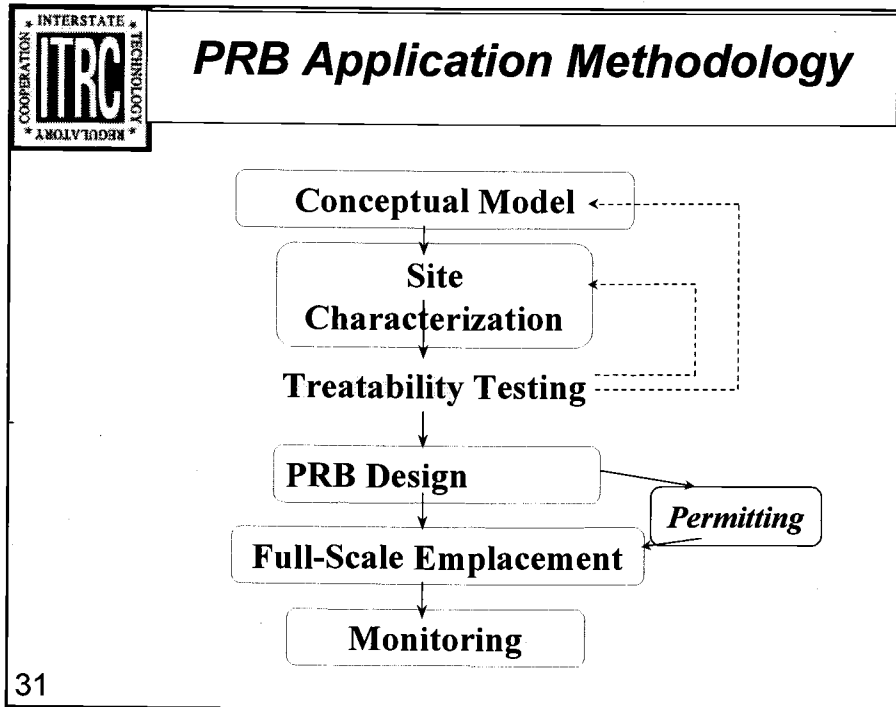 ★ INTERSTATE ★
TECHNOLOGY
★ REGULATORY ★
COOPERATION
ITRC
PRB Application Methodology
Conceptual Model
Site
Characterization
Treatability Testing
PRB Design
Permitting
Full-Scale Emplacement
Monitoring
31